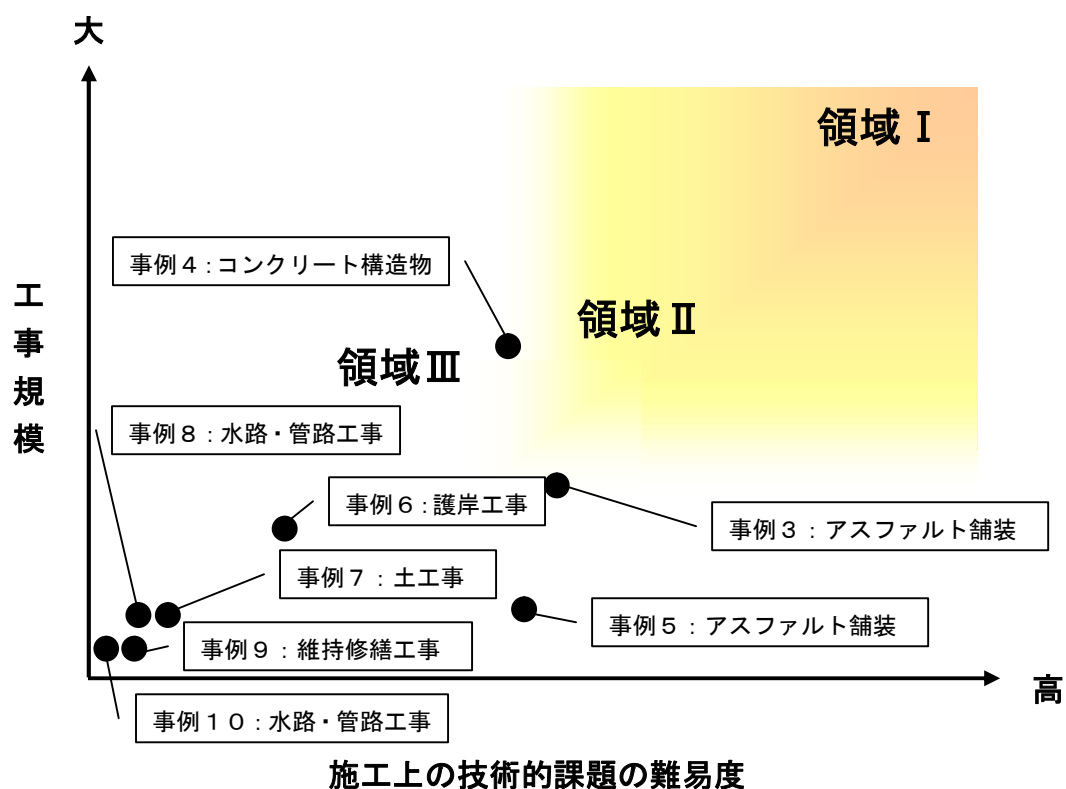 大
領域Ⅰ
事例４：コンクリート構造物
工事規模
領域Ⅱ
領域Ⅲ
事例８：水路・管路工事
事例６：護岸工事
事例３：アスファルト舗装
事例７：土工事
事例５：アスファルト舗装
事例９：維持修繕工事
高
事例１０：水路・管路工事
施工上の技術的課題の難易度